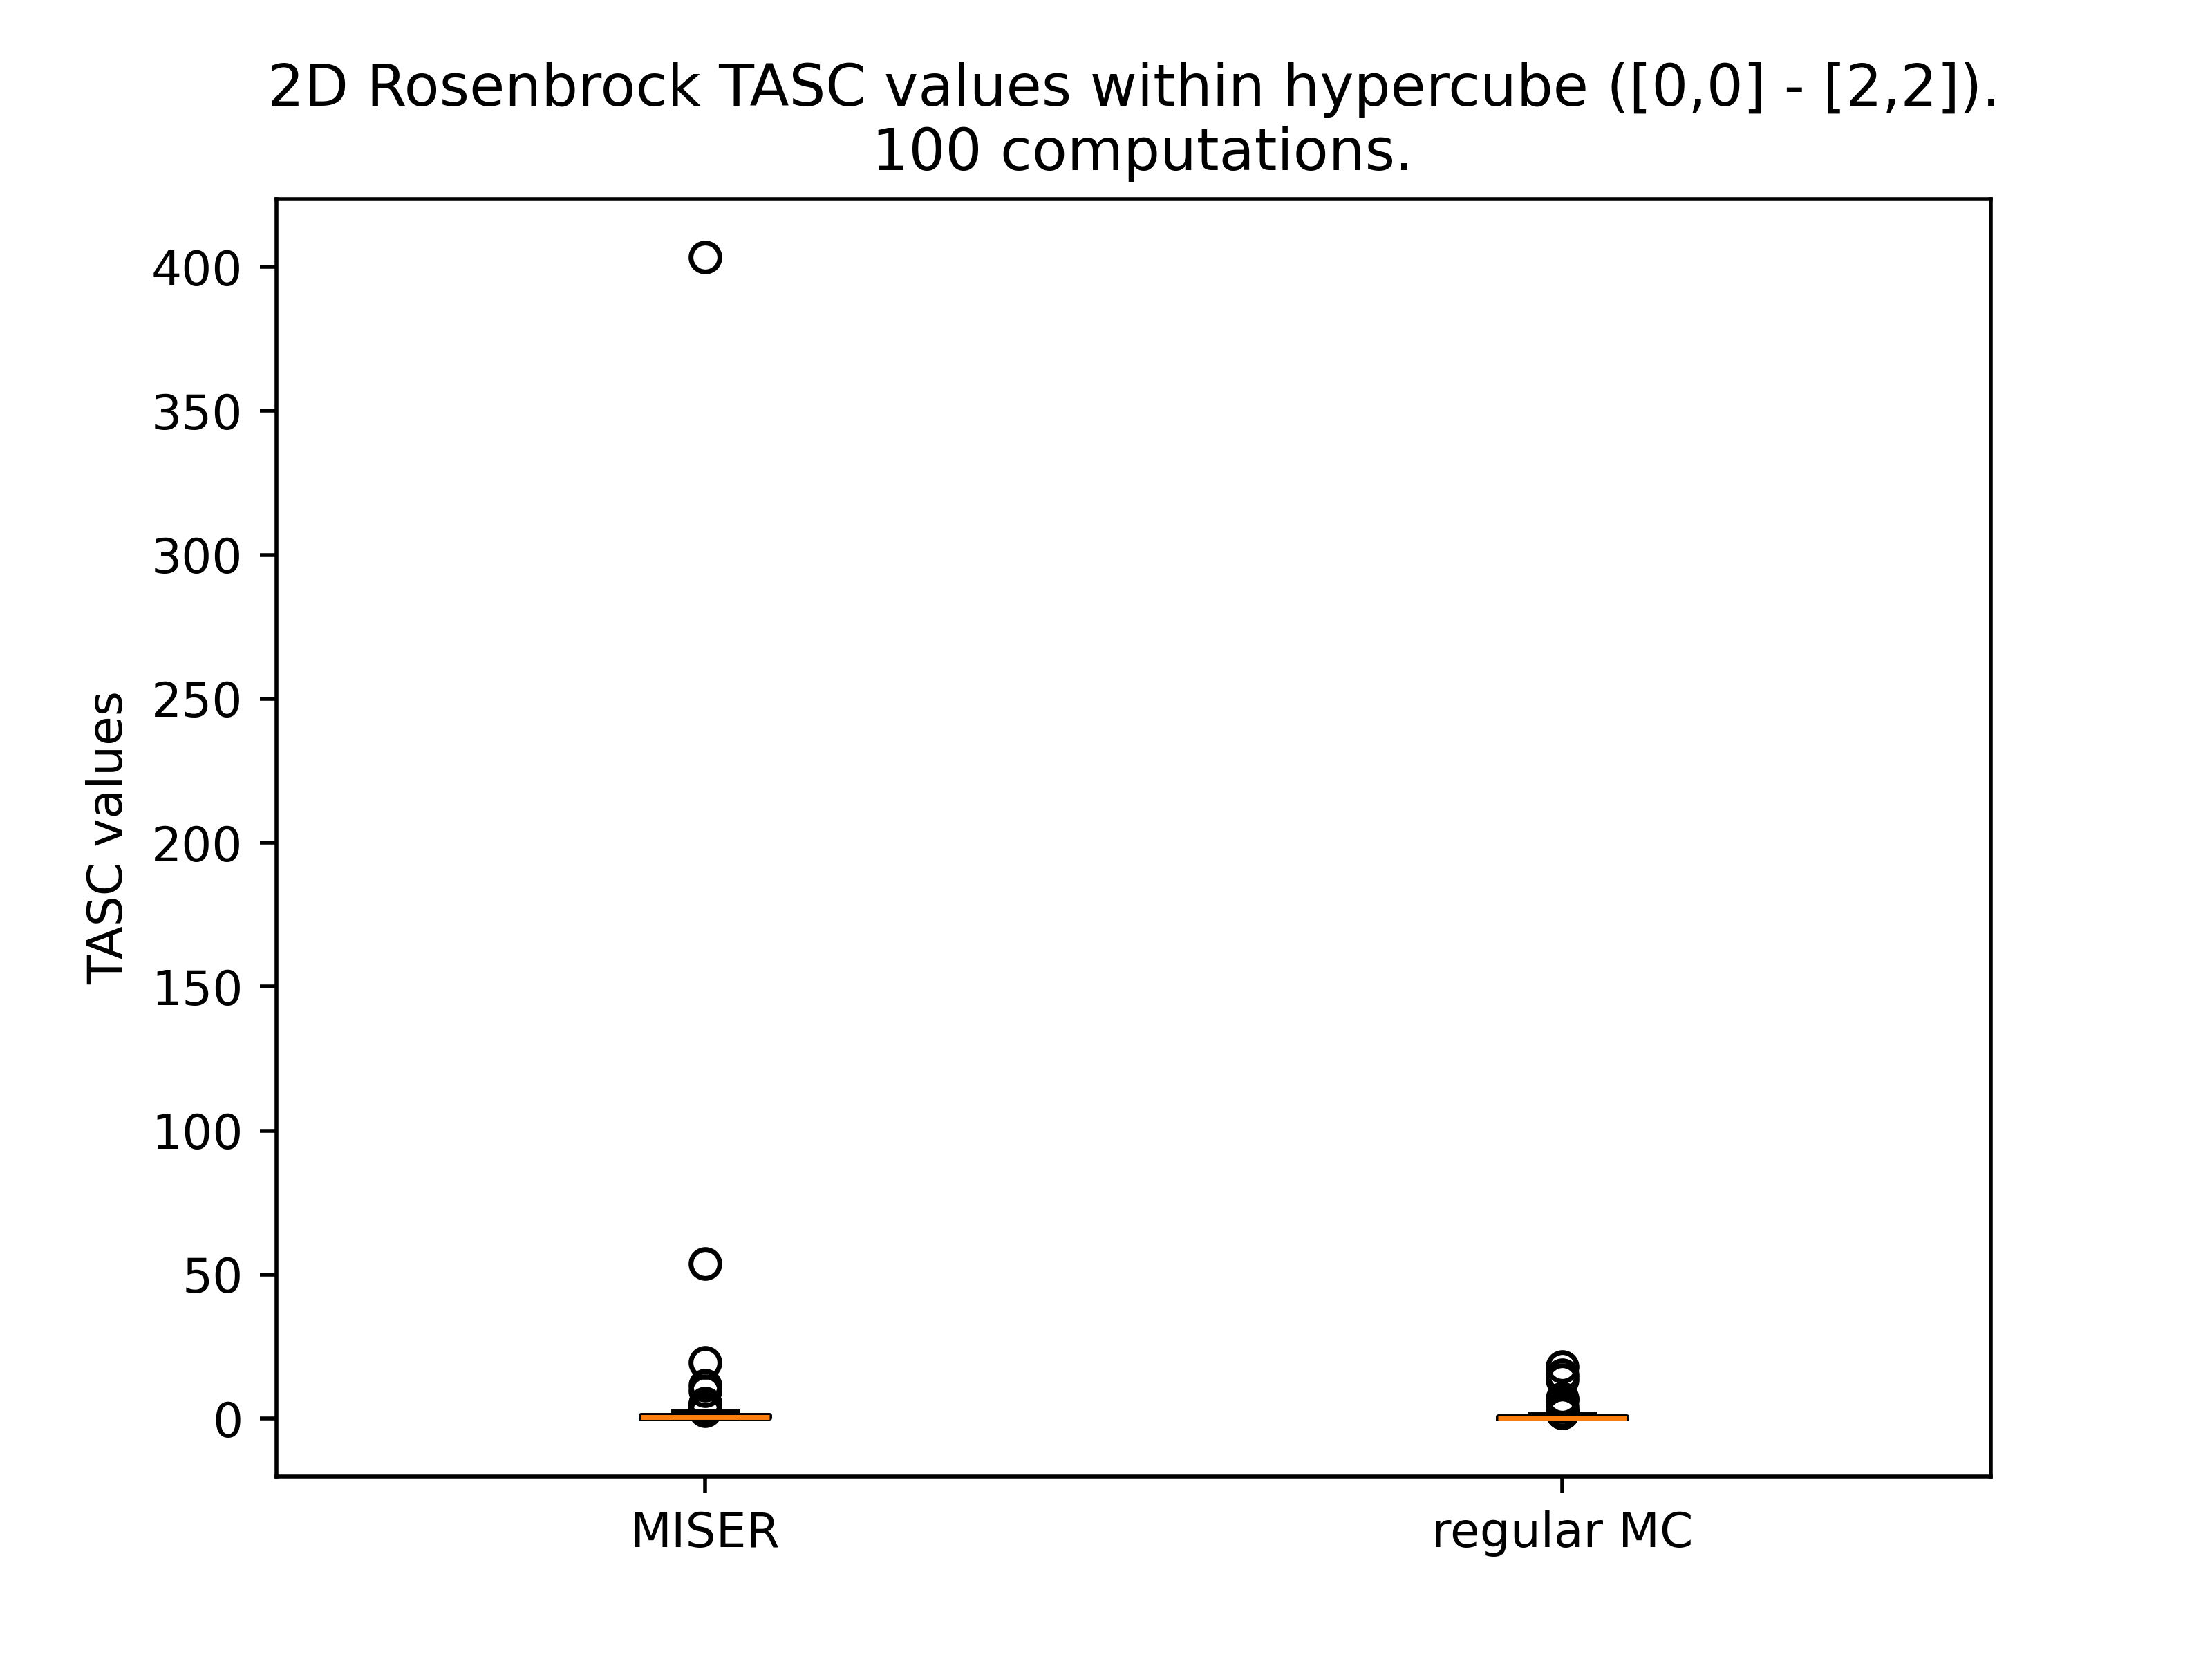 2D Rosenbrock TASC values within hypercube ([0,0] - [2,2]).
100 computations.
400
350
300
250
200
150
100
50
0
TASC values
MISER
regular MC